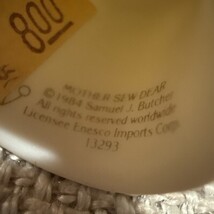 800
MOTHER SEW DEAR
© 1984 Samuel J. Butcher
All rights reserved worldwide
Licensee Enesco Imports Corp.
13293